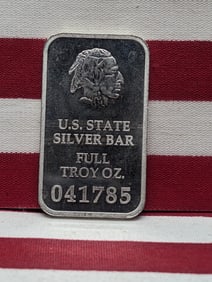 U.S. STATE
SILVER BAR
FULL
TROY OZ.
041785